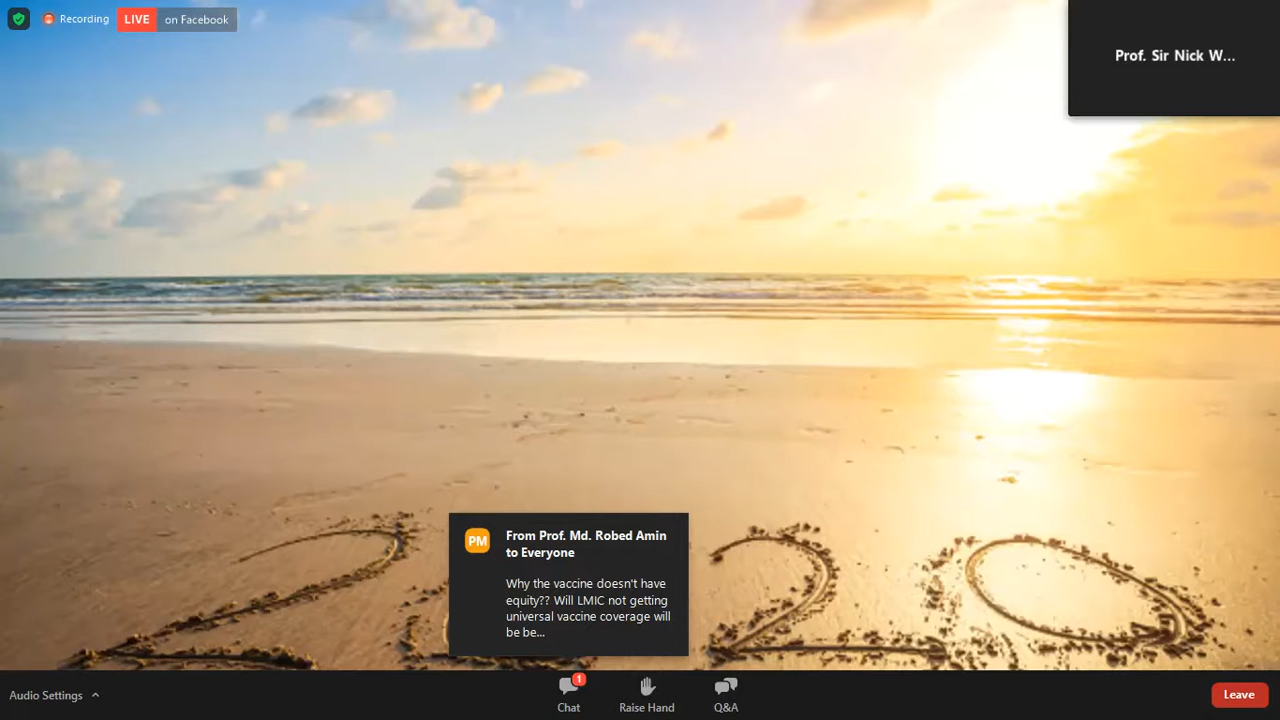 Recording
LIVE on Facebook
Prof. Sir Nick W...
2020
PM
From Prof. Md. Robed Amin
to Everyone
Why the vaccine doesn't have
equity?? Will LMIC not getting
universal vaccine coverage will
be be...
Audio Settings
1
Chat
Raise Hand
Q&A
Leave